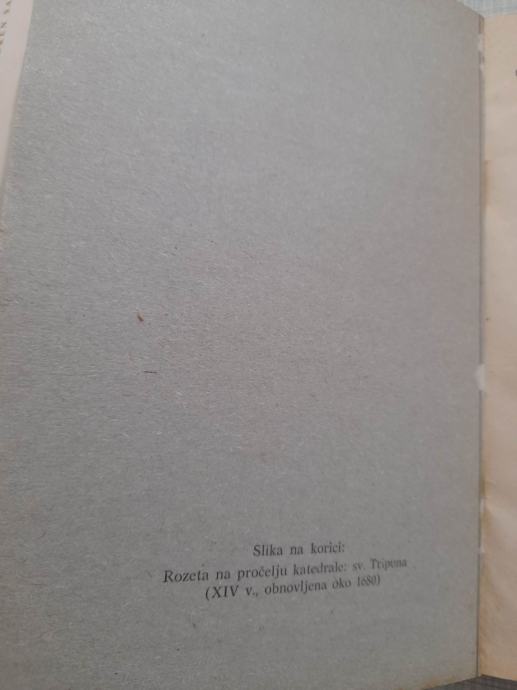 Slika na korici:
Rozeta na pročelju katedrale: sv. Tripuna
(XIV v., obnovljena oko 1680)